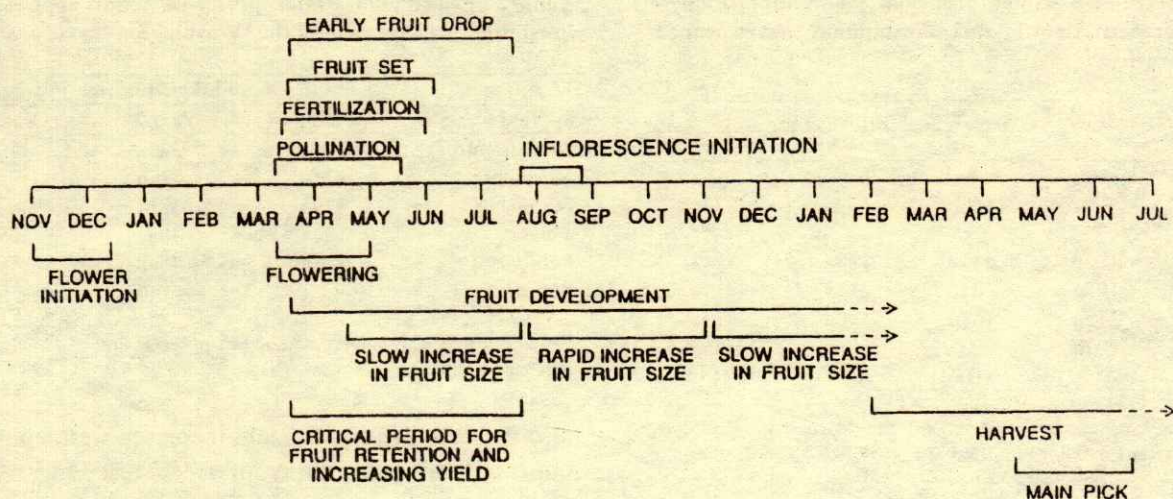 EARLY FRUIT DROP
FRUIT SET
FERTILIZATION
POLLINATION
INFLORESCENCE INITIATION
NOV DEC JAN FEB MAR APR MAY JUN JUL AUG SEP OCT NOV DEC JAN FEB MAR APR MAY JUN JUL
FLOWER
INITIATION
FLOWERING
FRUIT DEVELOPMENT
SLOW INCREASE
IN FRUIT SIZE
RAPID INCREASE
IN FRUIT SIZE
SLOW INCREASE
IN FRUIT SIZE
CRITICAL PERIOD FOR
FRUIT RETENTION AND
INCREASING YIELD
HARVEST
MAIN PICK